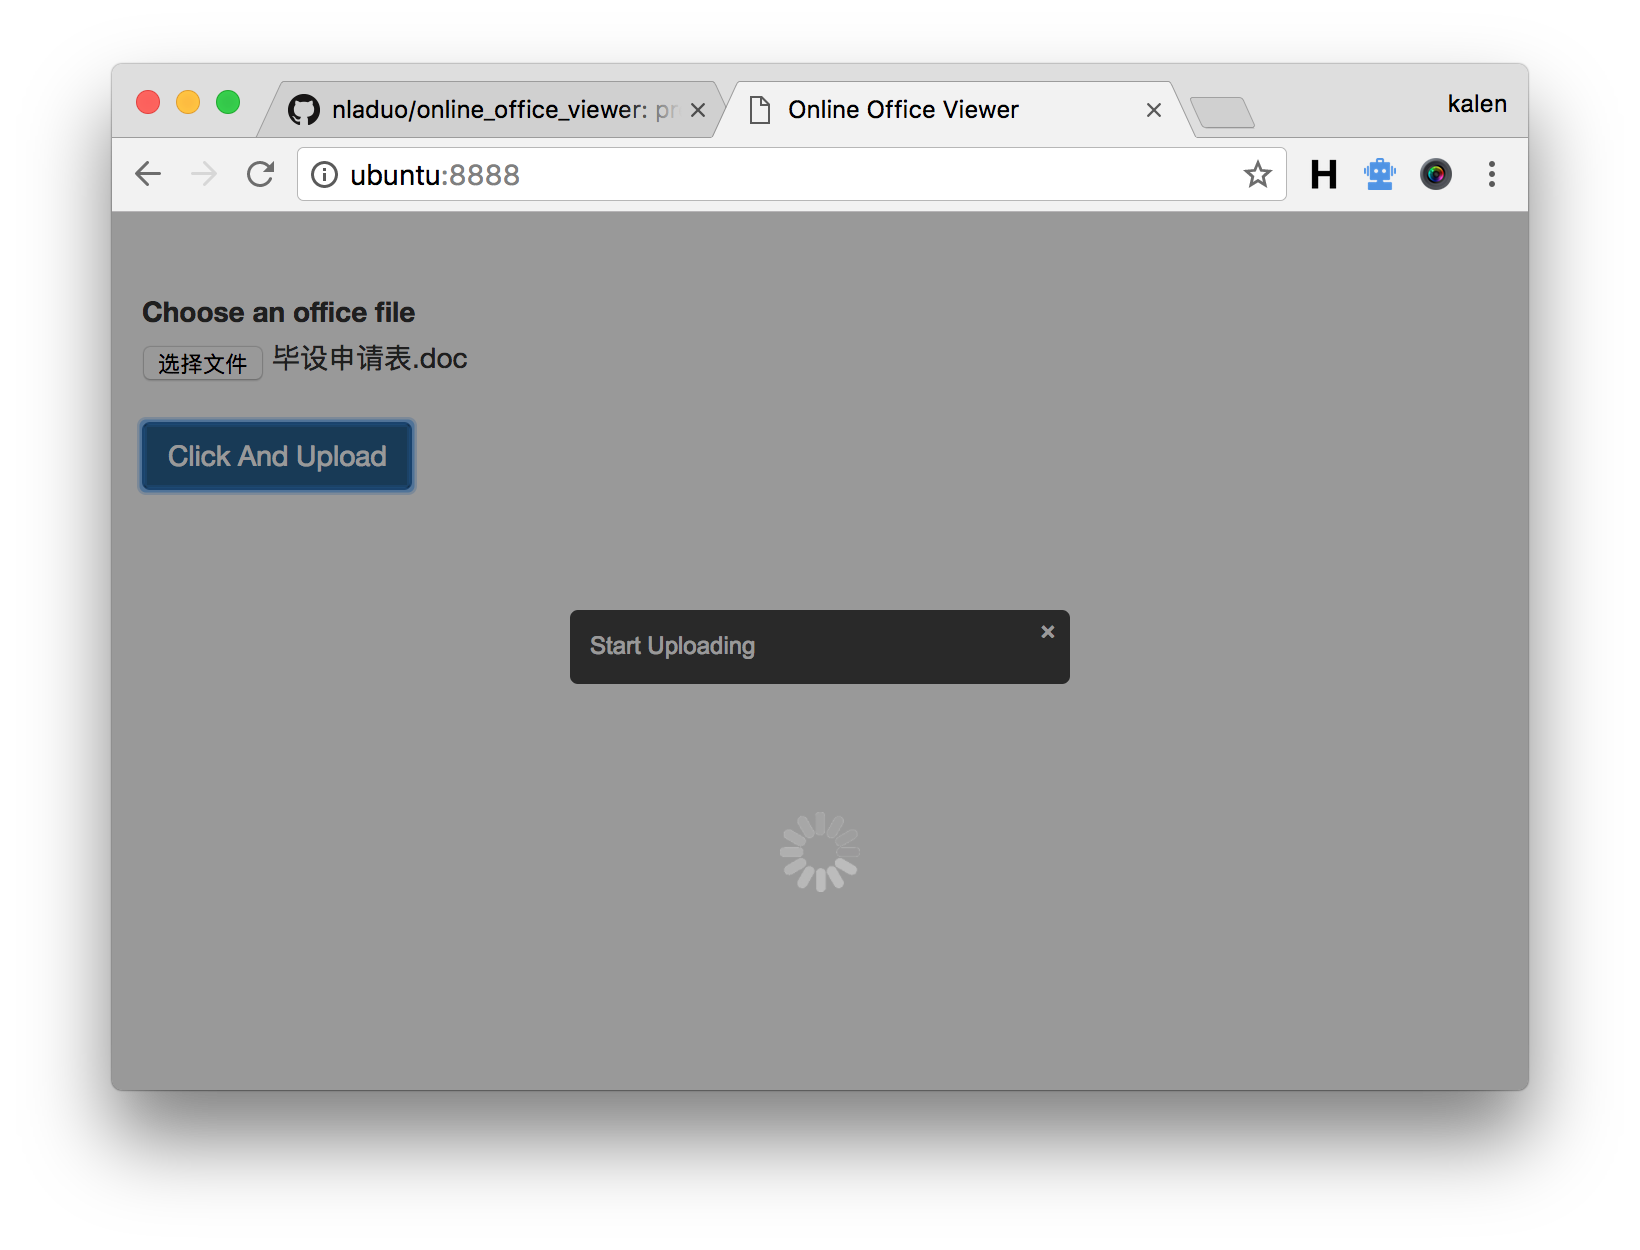 nladuo/online_office_viewer: pr
Online Office Viewer
kalen
ubuntu:8888
H
Choose an office file
选择文件 毕设申请表.doc
Click And Upload
Start Uploading